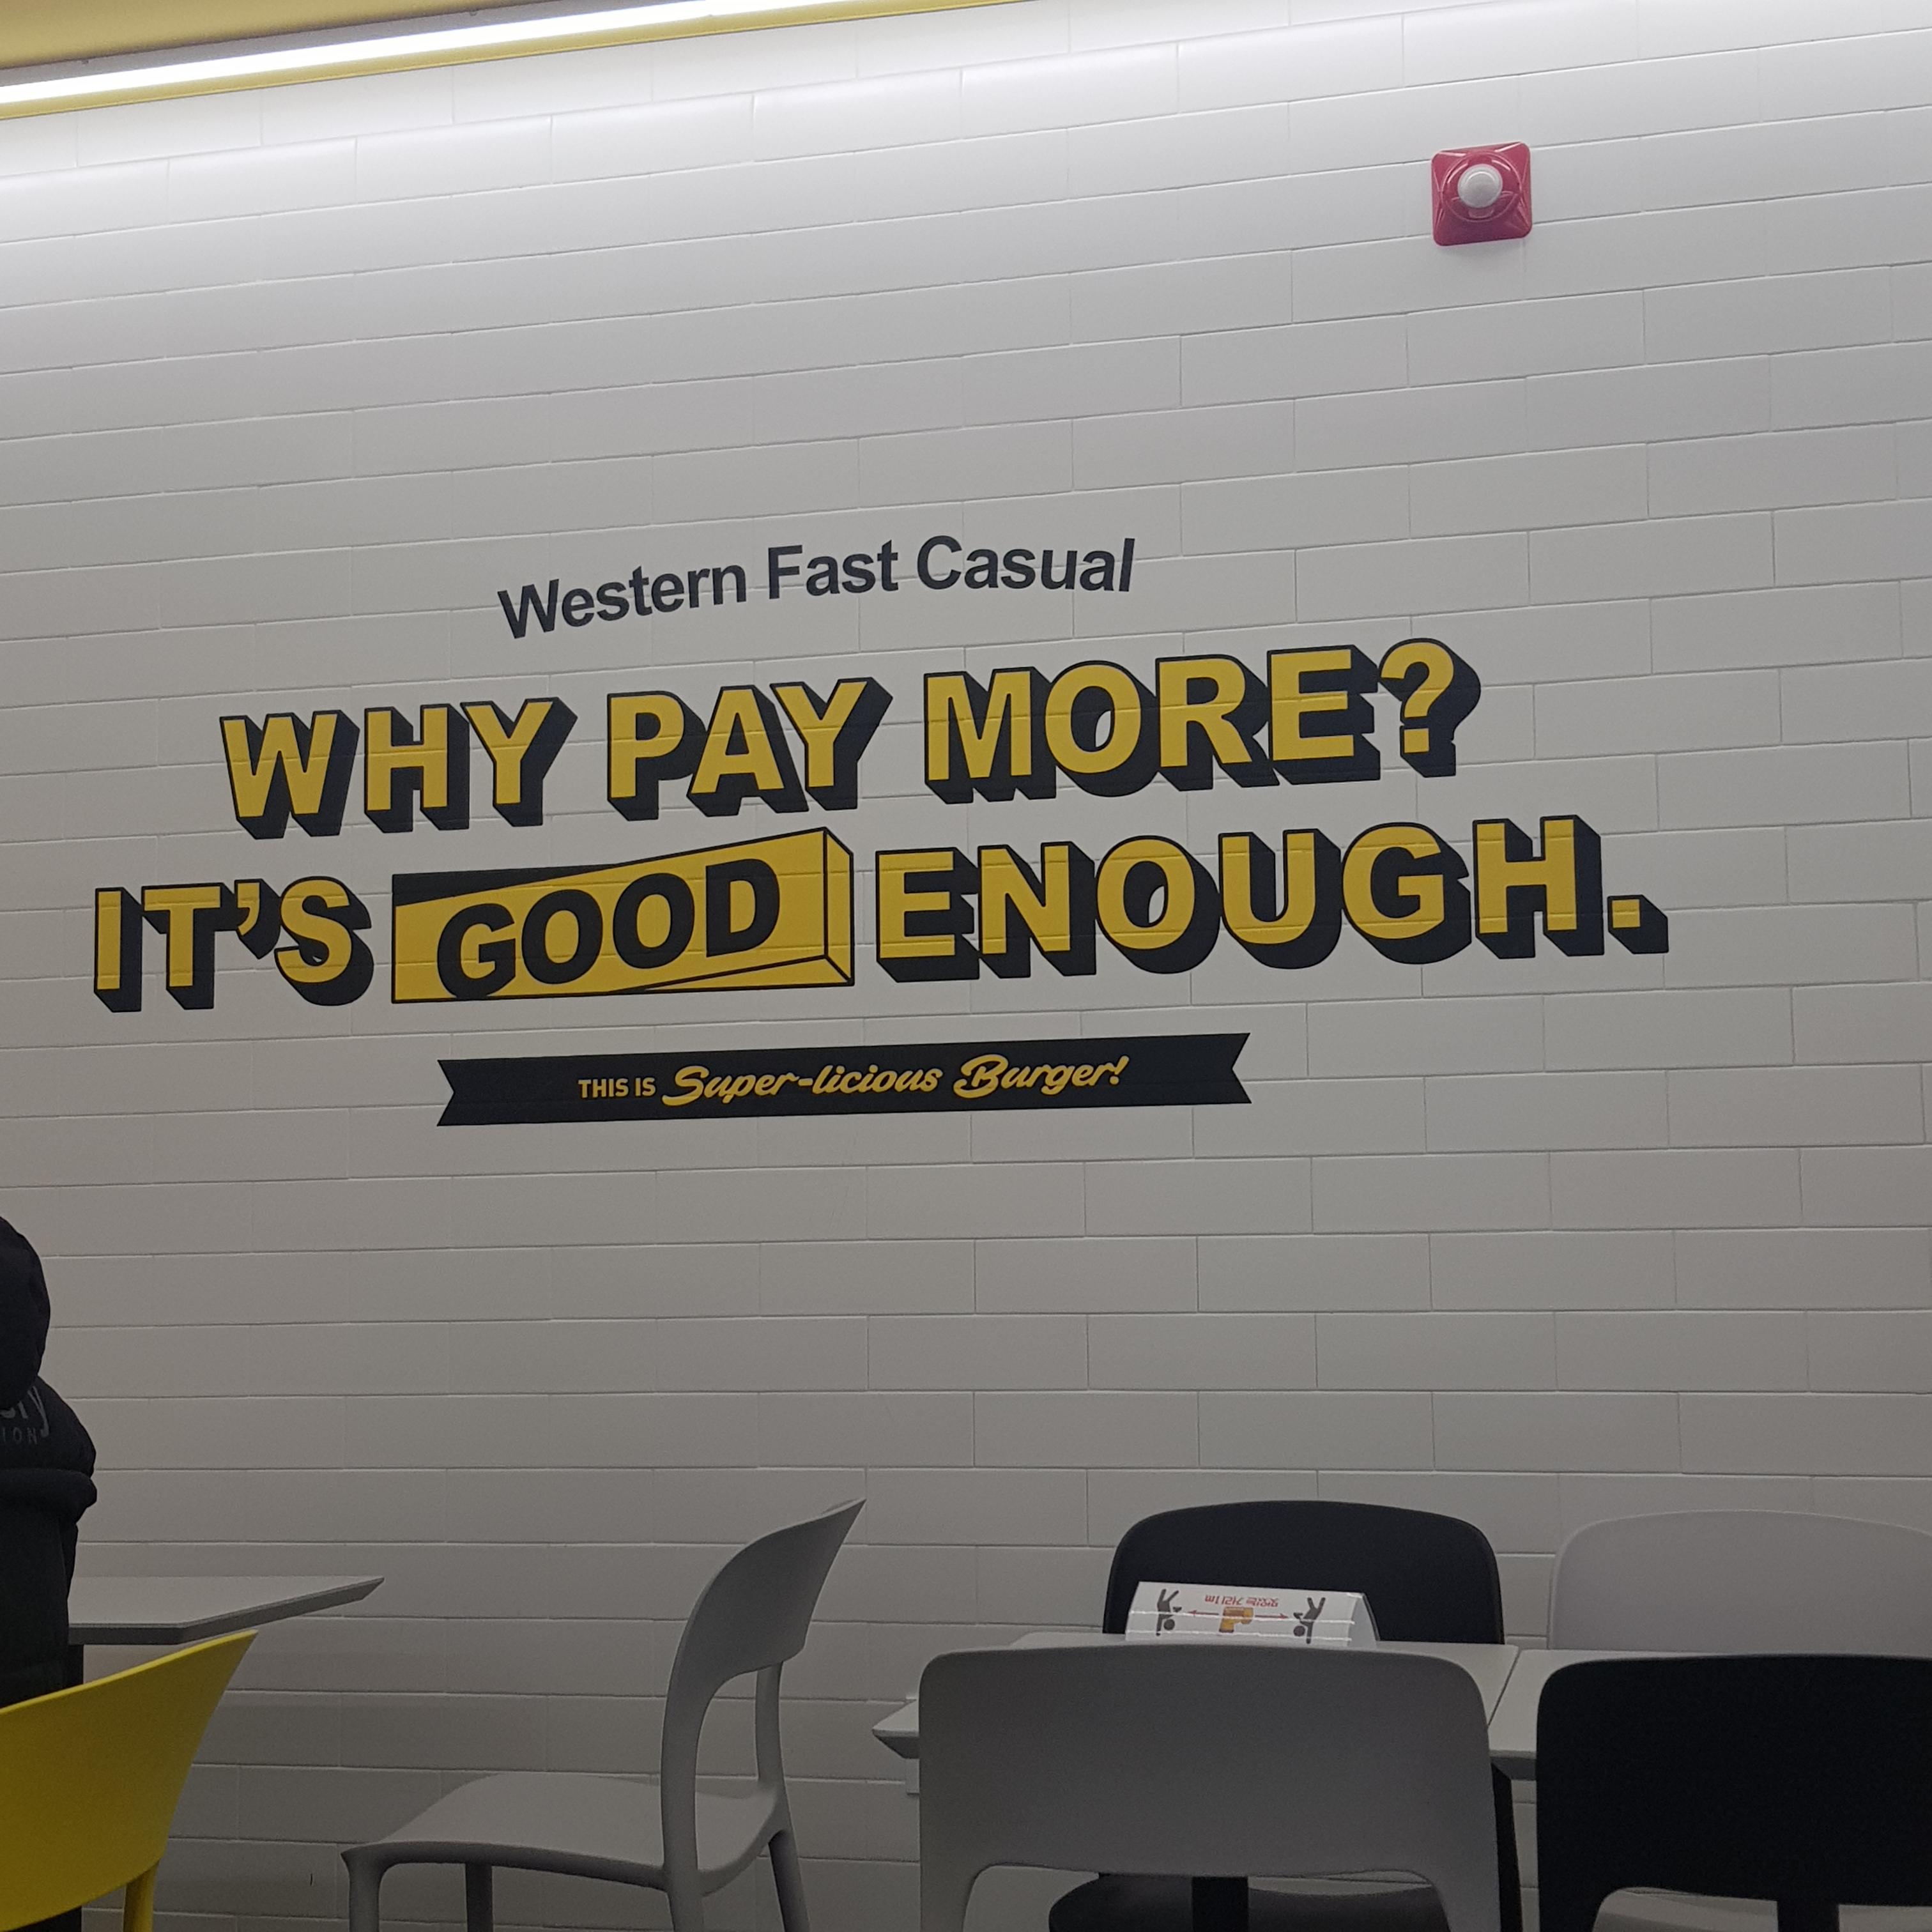 Western Fast Casual
WHY PAY MORE?
IT'S GOOD ENOUGH.
THIS IS Super-licious Burger!